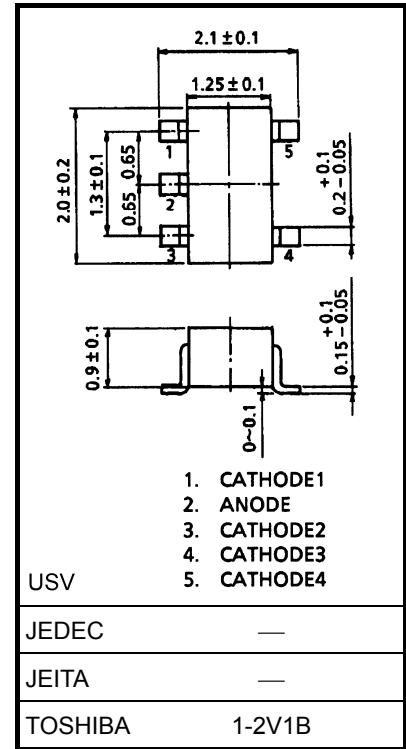 2.1±0.1
1.25±0.1
2.0±0.2
1.3±0.1
0.65
0.65
1
2
3
4
5
+0.1
0.2-0.05
0.9±0.1
+0.1
0.15-0.05
0~0.1
1. CATHODE1
2. ANODE
3. CATHODE2
4. CATHODE3
5. CATHODE4
USV
JEDEC —
JEITA —
TOSHIBA 1-2V1B